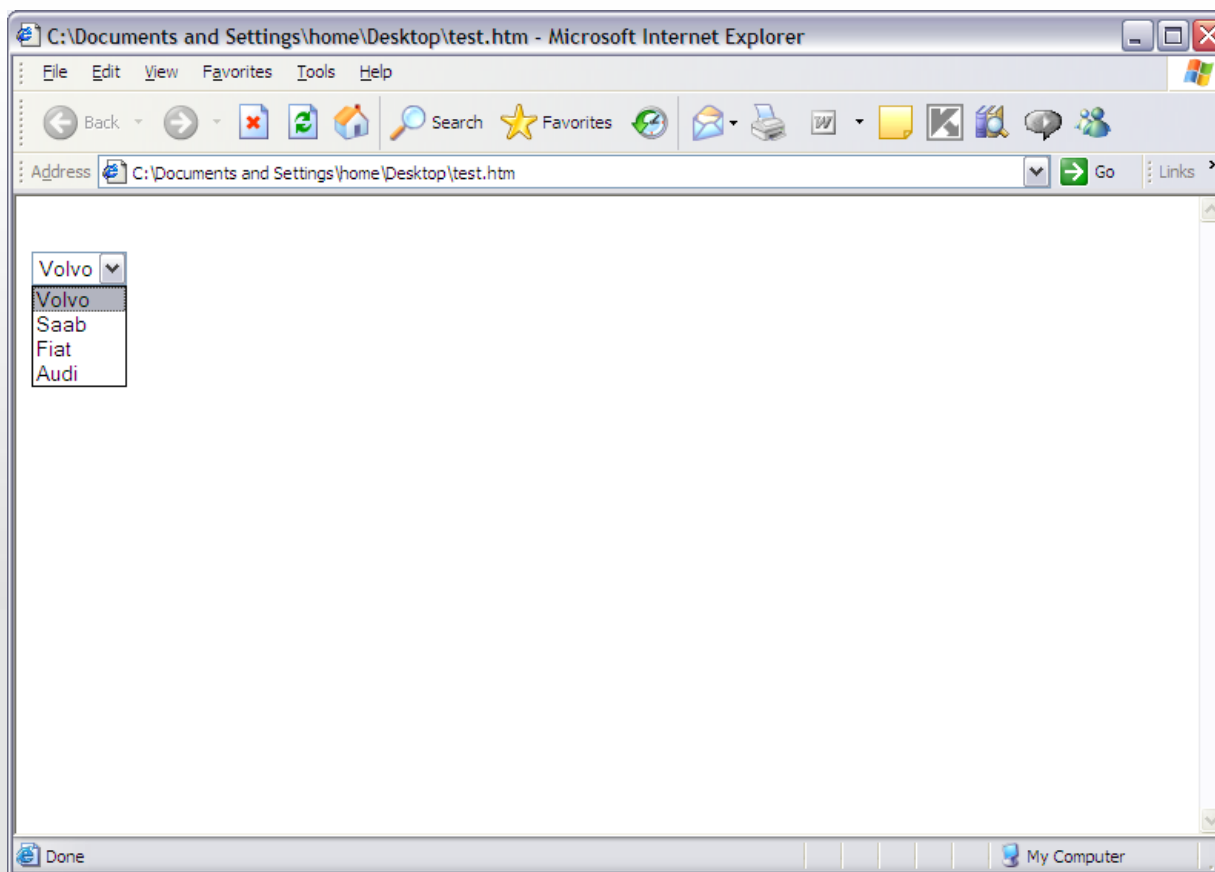 C:\Documents and Settings\home\Desktop\test.htm - Microsoft Internet Explorer
File Edit View Favorites Tools Help
Back Search Favorites W K
Address C:\Documents and Settings\home\Desktop\test.htm Go Links »
Volvo
Volvo
Saab
Fiat
Audi
Done My Computer